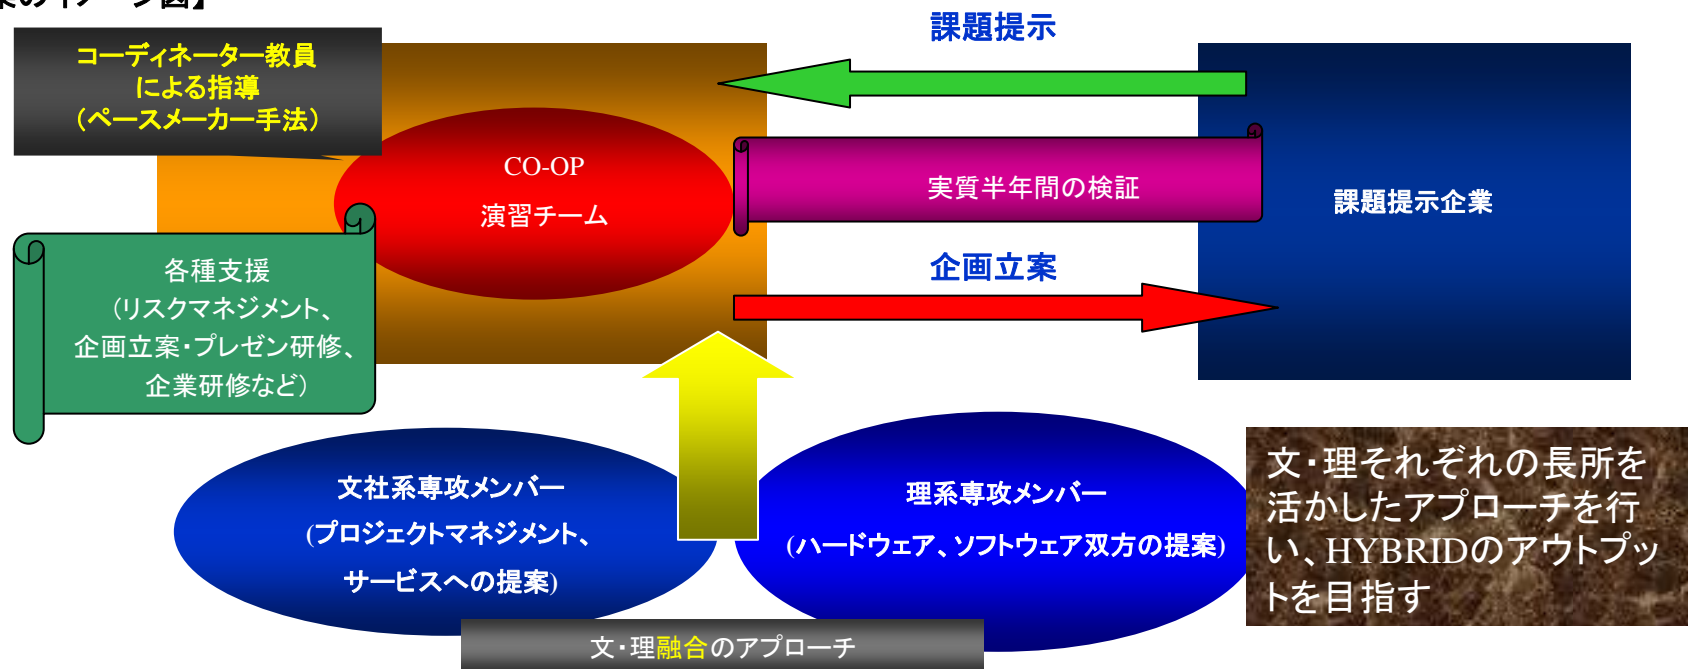 のイメージ図】
課題提示
コーディネーター教員
による指導
（ペースメーカー手法）
CO-OP
演習チーム
実質半年間の検証
課題提示企業
企画立案
各種支援
（リスクマネジメント、
企画立案・プレゼン研修、
企業研修など）
文社系専攻メンバー
(プロジェクトマネジメント、
サービスへの提案)
理系専攻メンバー
(ハードウェア、ソフトウェア双方の提案)
文・理それぞれの長所を
活かしたアプローチを行
い、HYBRIDのアウトプッ
トを目指す
文・理融合のアプローチ